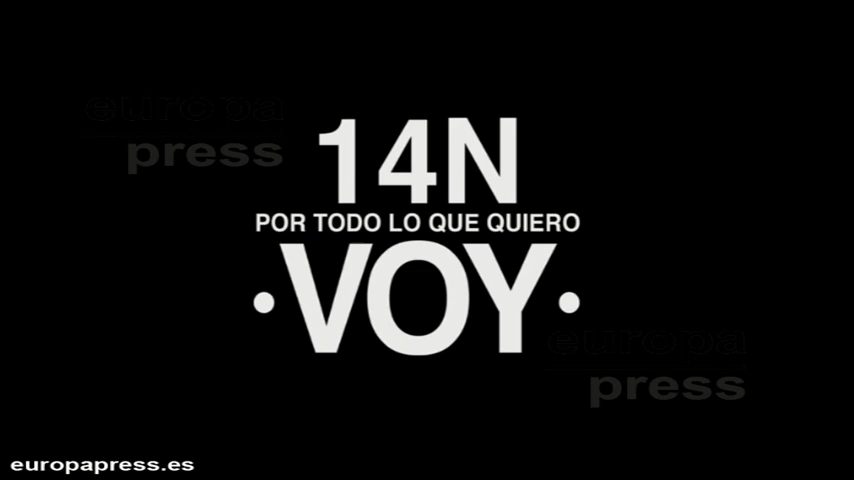 europa
press
14N
POR TODO LO QUE QUIERO
·VOY·
europa
press
europapress.es